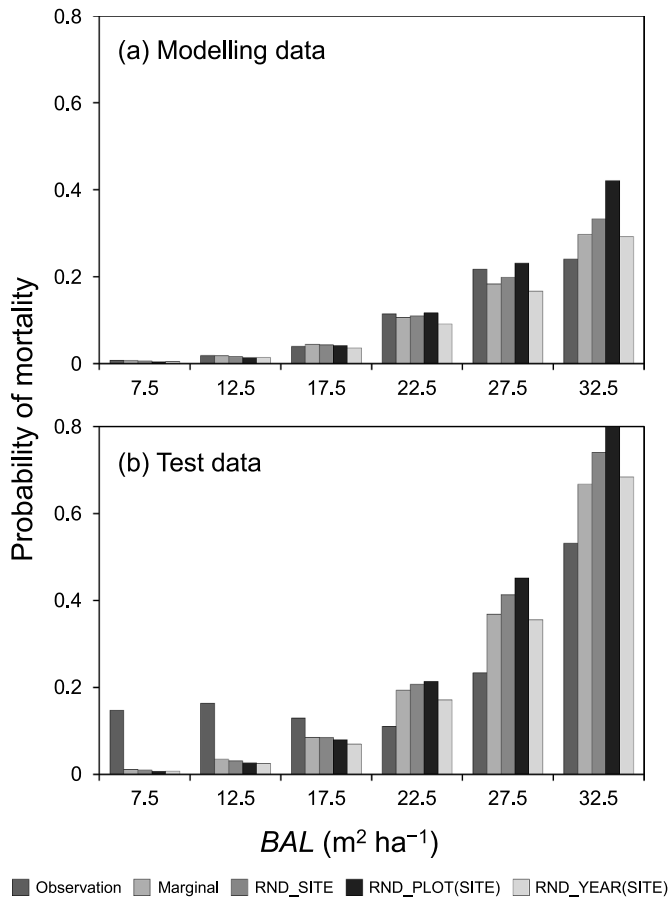 0.8
(a) Modelling data
0.6
0.4
0.2
0
7.5 12.5 17.5 22.5 27.5 32.5
Probability of mortality
0.8
(b) Test data
0.6
0.4
0.2
0
7.5 12.5 17.5 22.5 27.5 32.5
BAL (m² ha⁻¹)
Observation Marginal RND_SITE RND_PLOT(SITE) RND_YEAR(SITE)